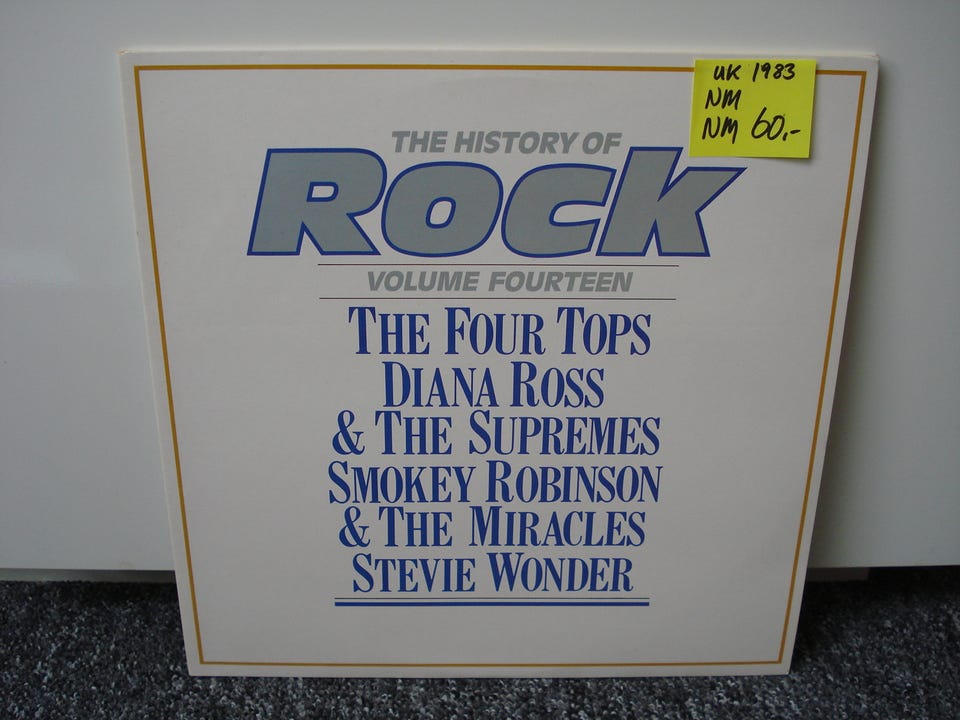 UK 1983
NM
NM 60,-
THE HISTORY OF
ROCK
VOLUME FOURTEEN
THE FOUR TOPS
DIANA ROSS
& THE SUPREMES
SMOKEY ROBINSON
& THE MIRACLES
STEVIE WONDER